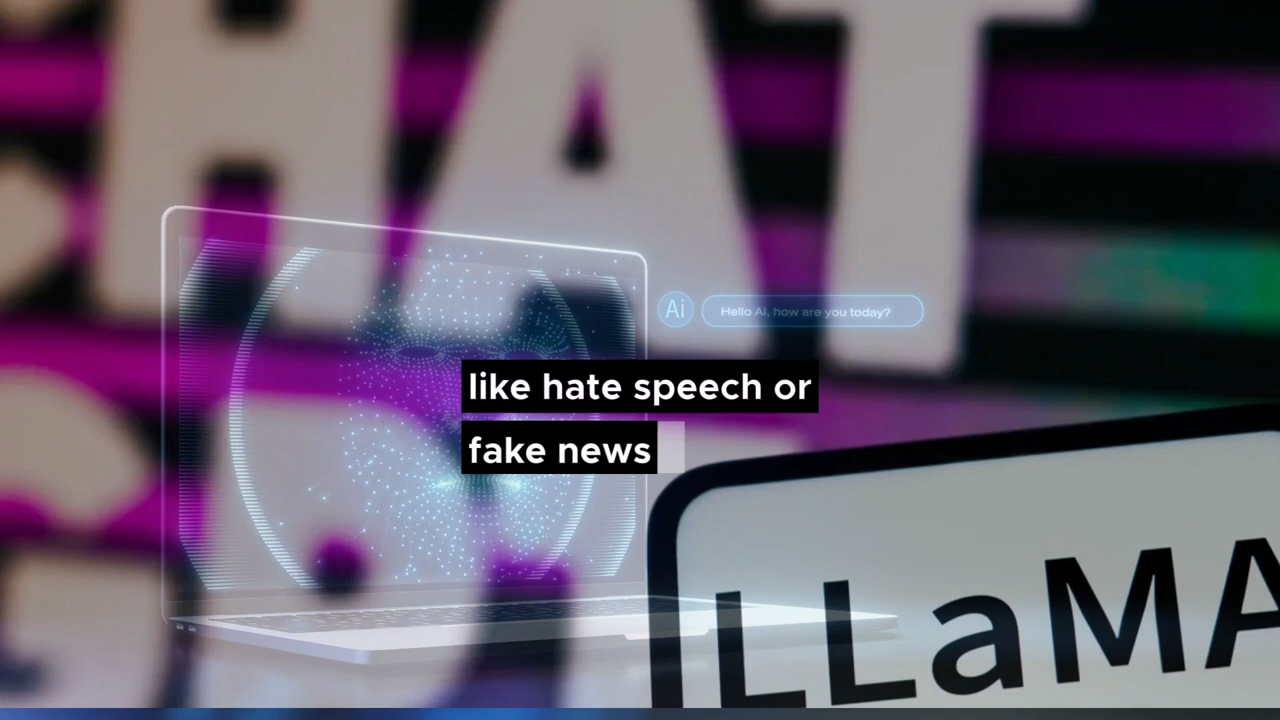 HAT
Ai
Hello AI, how are you today?
like hate speech or
fake news
LLaMA